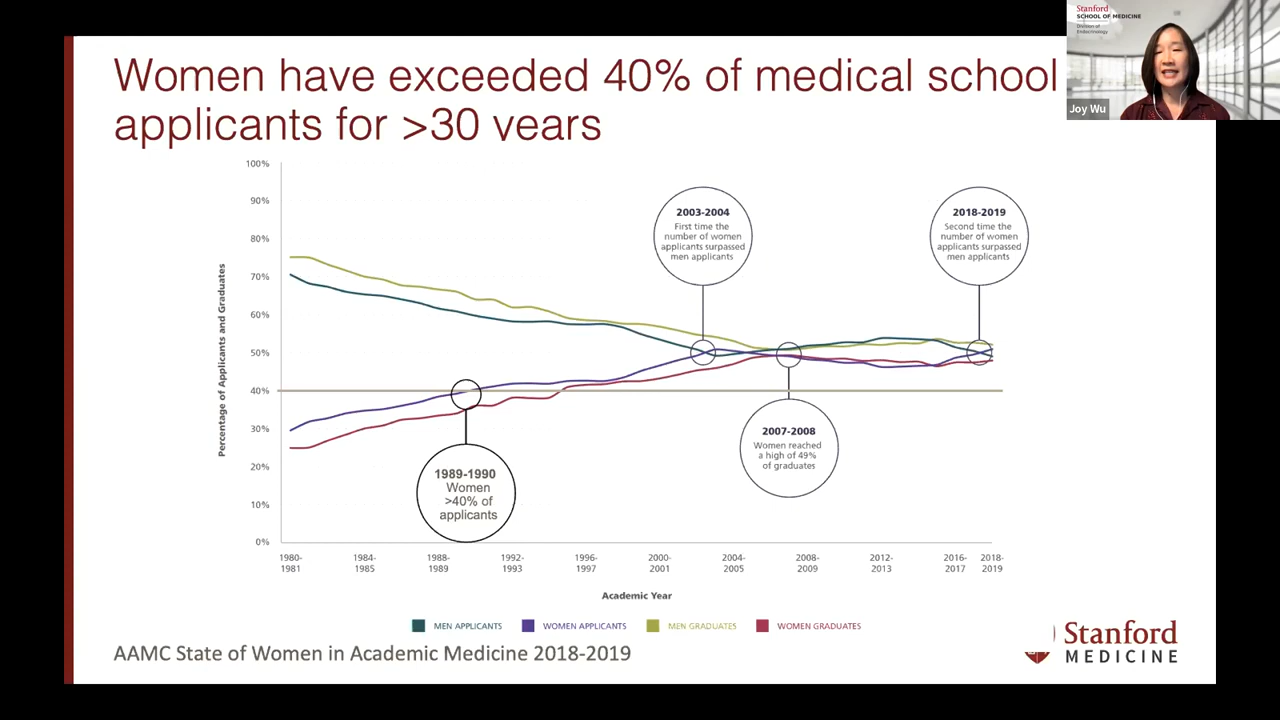 Women have exceeded 40% of medical school
applicants for >30 years
Stanford
SCHOOL OF MEDICINE
Division of
Endocrinology
Joy Wu
100%
90%
80%
70%
60%
50%
40%
30%
20%
10%
0%
Percentage of Applicants and Graduates
2003-2004
First time the
number of women
applicants surpassed
men applicants
2018-2019
Second time the
number of women
applicants surpassed
men applicants
1989-1990
Women
>40% of
applicants
2007-2008
Women reached
a high of 49%
of graduates
1980-
1981
1984-
1985
1988-
1989
1992-
1993
1996-
1997
2000-
2001
2004-
2005
2008-
2009
2012-
2013
2016-
2017
2018-
2019
Academic Year
MEN APPLICANTS
WOMEN APPLICANTS
MEN GRADUATES
WOMEN GRADUATES
AAMC State of Women in Academic Medicine 2018-2019
Stanford
MEDICINE